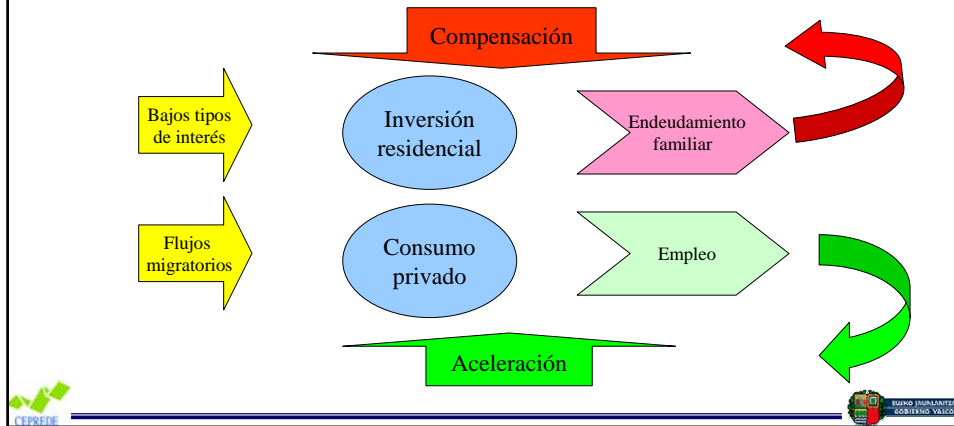 Compensación
Bajos tipos
de interés
Inversión
residencial
Endeudamiento
familiar
Flujos
migratorios
Consumo
privado
Empleo
Aceleración
CEPREDE
EUSKO JAURLARITZA
GOBIERNO VASCO